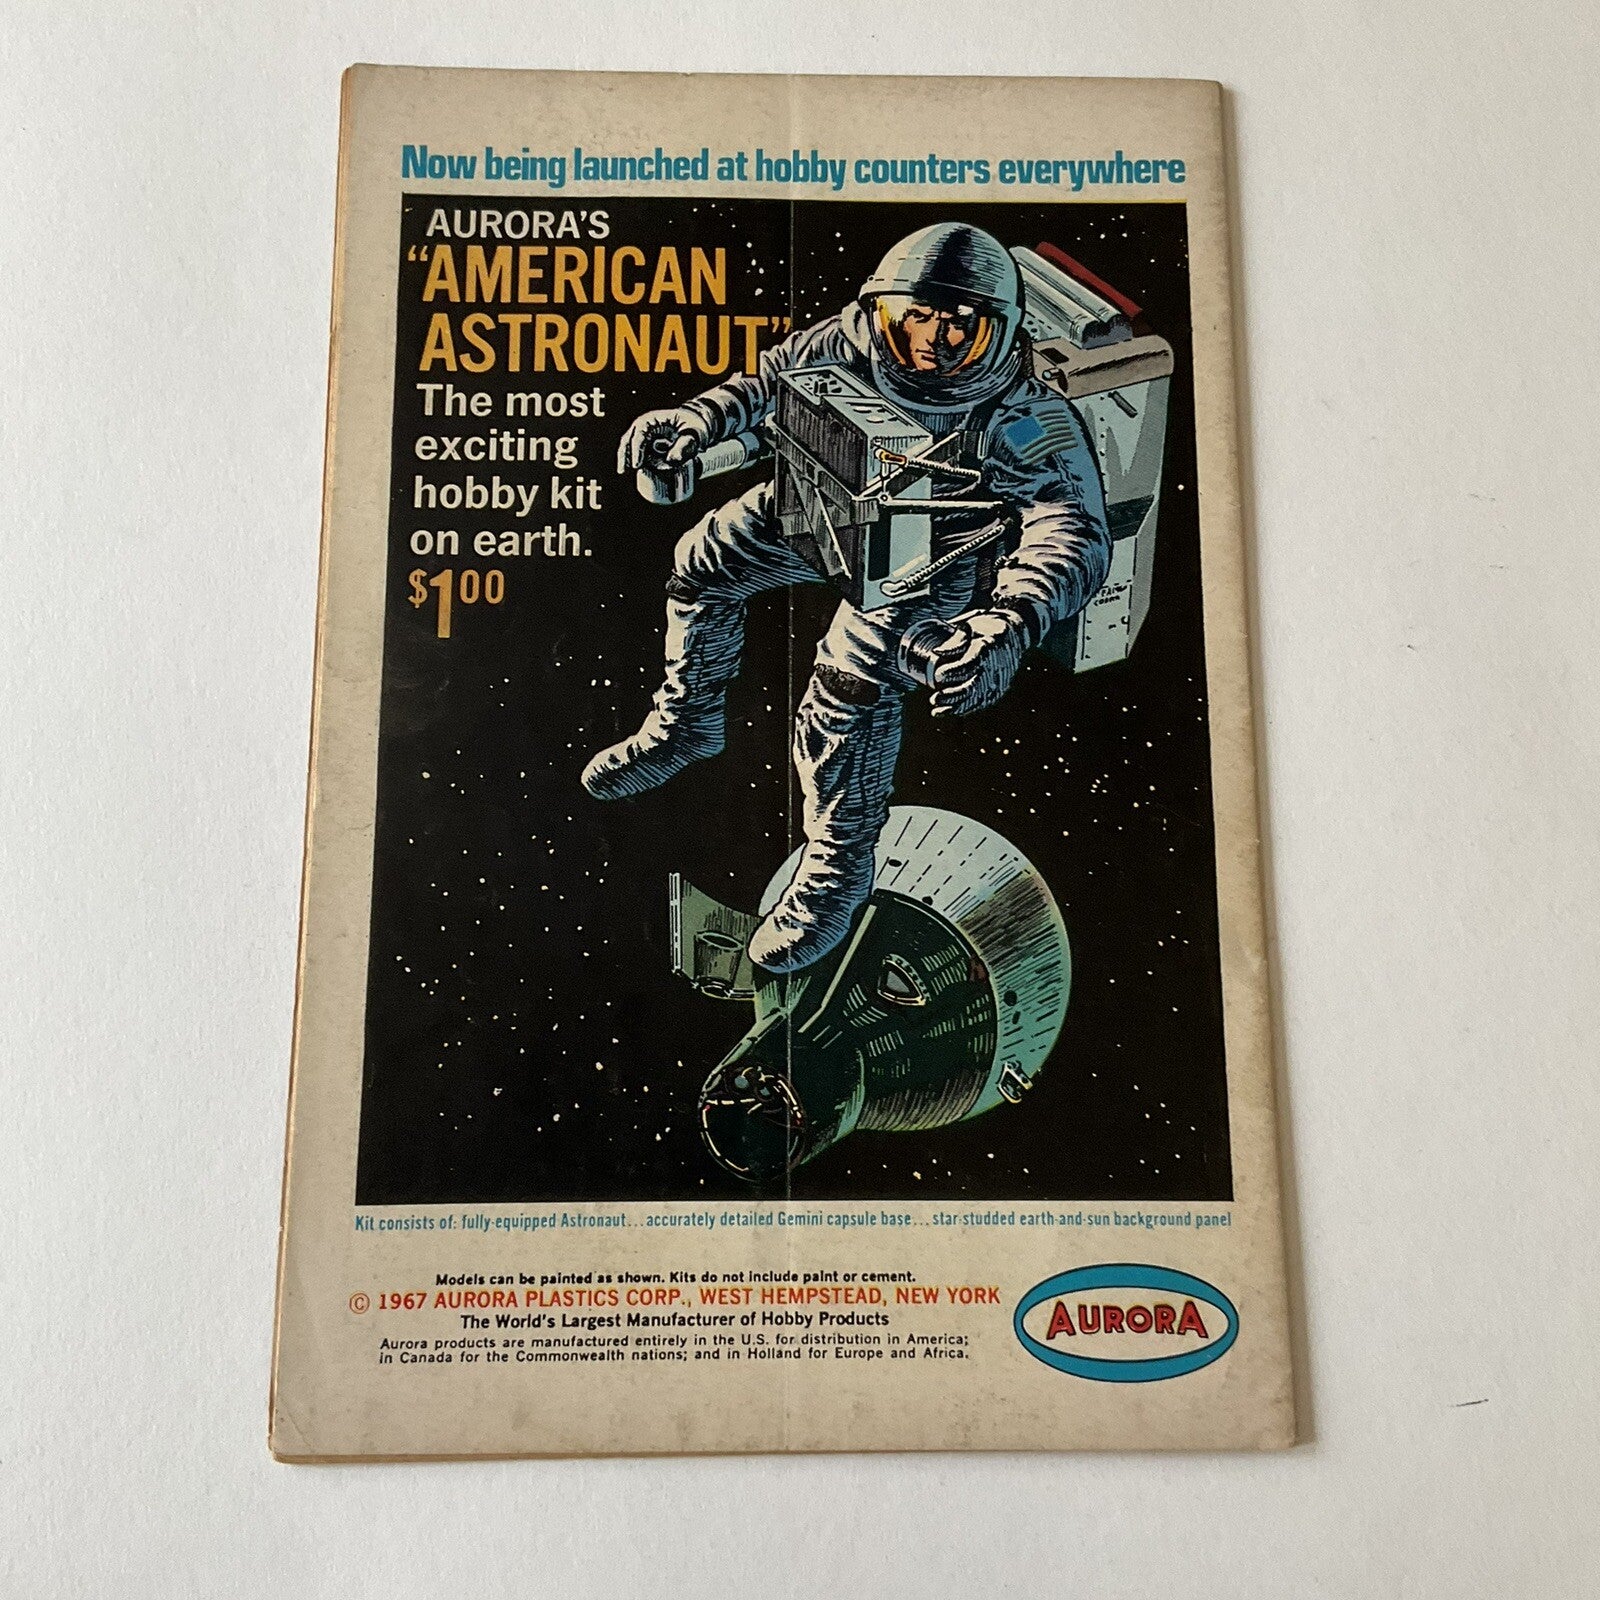 Now being launched at hobby counters everywhere
AURORA'S
"AMERICAN
ASTRONAUT"
The most
exciting
hobby kit
on earth.
$1.00
Kit consists of: fully-equipped Astronaut...accurately detailed Gemini capsule base... star-studded earth-and-sun background panel
Models can be painted as shown. Kits do not include paint or cement.
© 1967 AURORA PLASTICS CORP., WEST HEMPSTEAD, NEW YORK
The World's Largest Manufacturer of Hobby Products
Aurora products are manufactured entirely in the U.S. for distribution in America;
in Canada for the Commonwealth nations; and in Holland for Europe and Africa.
AURORA